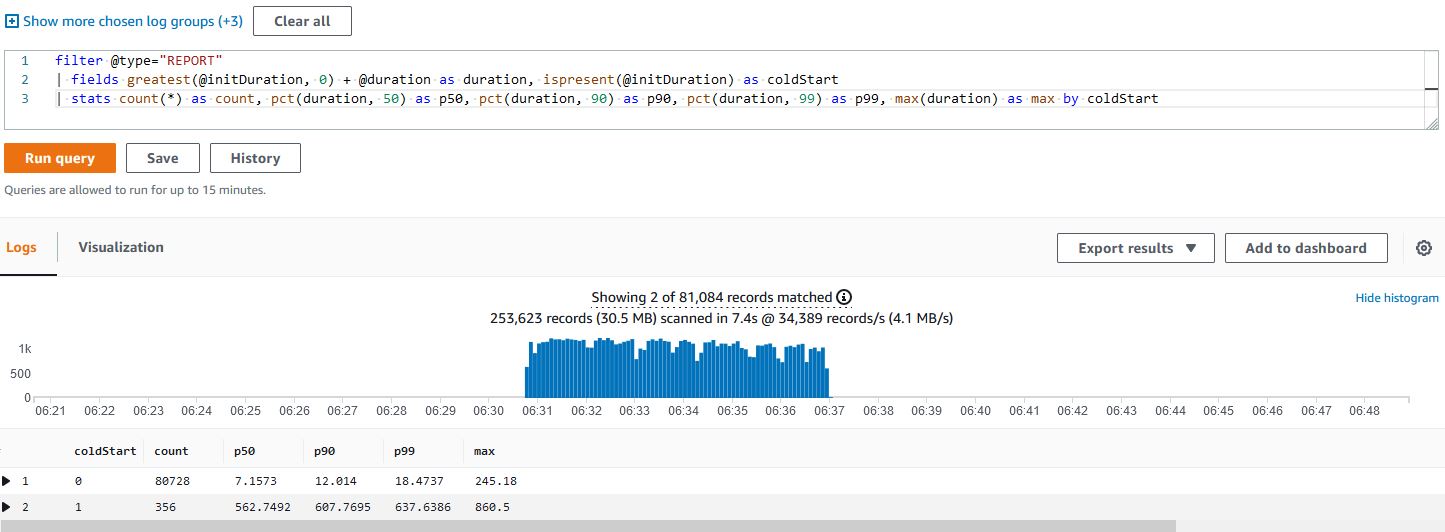 Show more chosen log groups (+3) Clear all
1 filter @type="REPORT"
2 | fields greatest(@initDuration, 0) + @duration as duration, ispresent(@initDuration) as coldStart
3 | stats count(*) as count, pct(duration, 50) as p50, pct(duration, 90) as p90, pct(duration, 99) as p99, max(duration) as max by coldStart
Run query Save History
Queries are allowed to run for up to 15 minutes.
Logs Visualization Export results Add to dashboard
Showing 2 of 81,084 records matched
Hide histogram
253,623 records (30.5 MB) scanned in 7.4s @ 34,389 records/s (4.1 MB/s)
1k
500
0
06:21 06:22 06:23 06:24 06:25 06:26 06:27 06:28 06:29 06:30 06:31 06:32 06:33 06:34 06:35 06:36 06:37 06:38 06:39 06:40 06:41 06:42 06:43 06:44 06:45 06:46 06:47 06:48
coldStart count p50 p90 p99 max
1 0 80728 7.1573 12.014 18.4737 245.18
2 1 356 562.7492 607.7695 637.6386 860.5